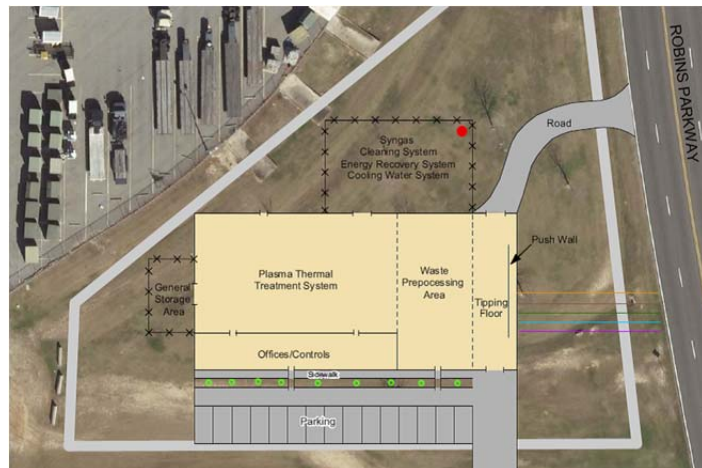 ROBINS PARKWAY
Road
Syngas
Cleaning System
Energy Recovery System
Cooling Water System
Push Wall
Plasma Thermal
Treatment System
Waste
Prepocessing
Area
Tipping
Floor
General
Storage
Area
Offices/Controls
Sidewalk
Parking